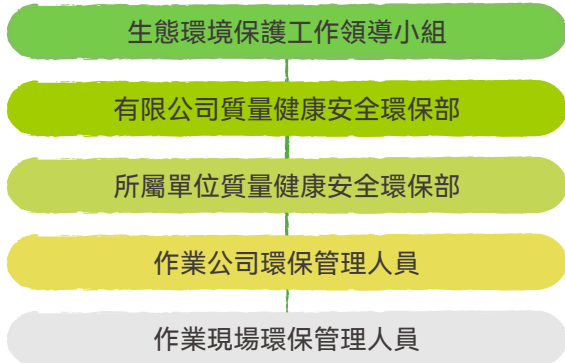 生態環境保護工作領導小組
有限公司質量健康安全環保部
所屬單位質量健康安全環保部
作業公司環保管理人員
作業現場環保管理人員